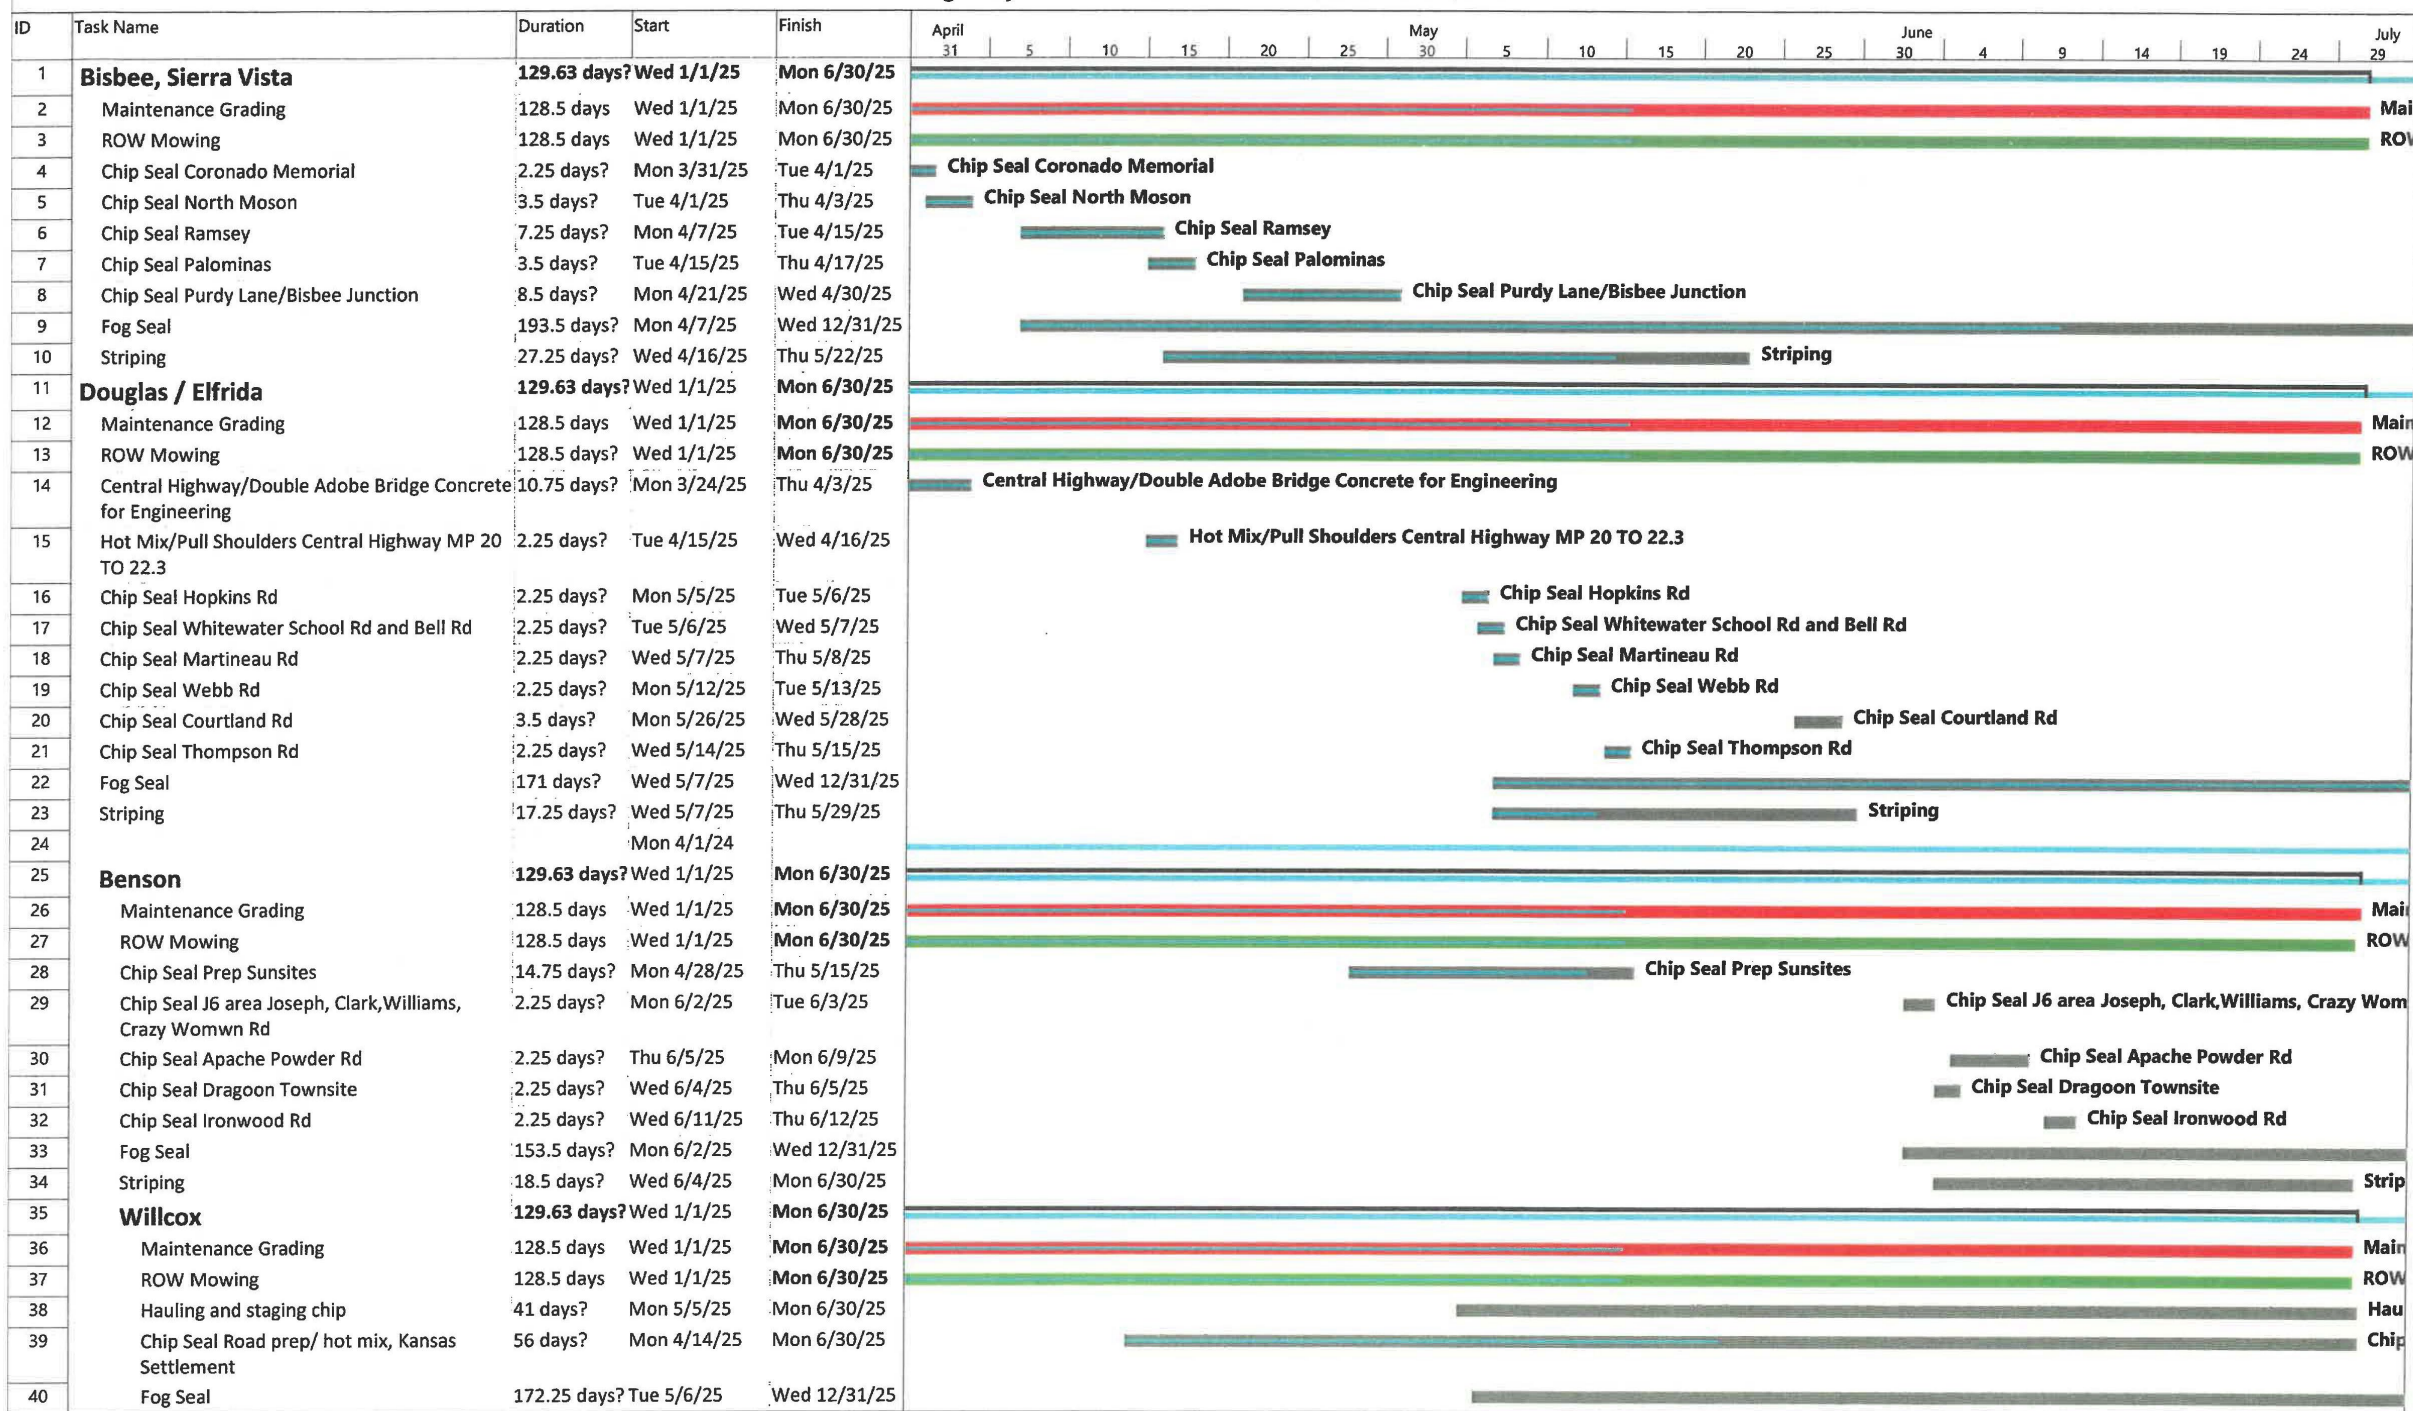 ID Task Name Duration Start Finish April May June July
31 5 10 15 20 25 30 5 10 15 20 25 30 4 9 14 19 24 29
1 Bisbee, Sierra Vista 129.63 days? Wed 1/1/25 Mon 6/30/25
2 Maintenance Grading 128.5 days Wed 1/1/25 Mon 6/30/25 Mai
3 ROW Mowing 128.5 days Wed 1/1/25 Mon 6/30/25 ROW
4 Chip Seal Coronado Memorial 2.25 days? Mon 3/31/25 Tue 4/1/25 Chip Seal Coronado Memorial
5 Chip Seal North Moson 3.5 days? Tue 4/1/25 Thu 4/3/25 Chip Seal North Moson
6 Chip Seal Ramsey 7.25 days? Mon 4/7/25 Tue 4/15/25 Chip Seal Ramsey
7 Chip Seal Palominas 3.5 days? Tue 4/15/25 Thu 4/17/25 Chip Seal Palominas
8 Chip Seal Purdy Lane/Bisbee Junction 8.5 days? Mon 4/21/25 Wed 4/30/25 Chip Seal Purdy Lane/Bisbee Junction
9 Fog Seal 193.5 days? Mon 4/7/25 Wed 12/31/25
10 Striping 27.25 days? Wed 4/16/25 Thu 5/22/25 Striping
11 Douglas / Elfrida 129.63 days? Wed 1/1/25 Mon 6/30/25
12 Maintenance Grading 128.5 days Wed 1/1/25 Mon 6/30/25 Main
13 ROW Mowing 128.5 days? Wed 1/1/25 Mon 6/30/25 ROW
14 Central Highway/Double Adobe Bridge Concrete 10.75 days? Mon 3/24/25 Thu 4/3/25 Central Highway/Double Adobe Bridge Concrete for Engineering
for Engineering
15 Hot Mix/Pull Shoulders Central Highway MP 20 2.25 days? Tue 4/15/25 Wed 4/16/25 Hot Mix/Pull Shoulders Central Highway MP 20 TO 22.3
TO 22.3
16 Chip Seal Hopkins Rd 2.25 days? Mon 5/5/25 Tue 5/6/25 Chip Seal Hopkins Rd
17 Chip Seal Whitewater School Rd and Bell Rd 2.25 days? Tue 5/6/25 Wed 5/7/25 Chip Seal Whitewater School Rd and Bell Rd
18 Chip Seal Martineau Rd 2.25 days? Wed 5/7/25 Thu 5/8/25 Chip Seal Martineau Rd
19 Chip Seal Webb Rd 2.25 days? Mon 5/12/25 Tue 5/13/25 Chip Seal Webb Rd
20 Chip Seal Courtland Rd 3.5 days? Mon 5/26/25 Wed 5/28/25 Chip Seal Courtland Rd
21 Chip Seal Thompson Rd 2.25 days? Wed 5/14/25 Thu 5/15/25 Chip Seal Thompson Rd
22 Fog Seal 171 days? Wed 5/7/25 Wed 12/31/25
23 Striping 17.25 days? Wed 5/7/25 Thu 5/29/25 Striping
24 Mon 4/1/24
25 Benson 129.63 days? Wed 1/1/25 Mon 6/30/25
26 Maintenance Grading 128.5 days Wed 1/1/25 Mon 6/30/25 Mai
27 ROW Mowing 128.5 days Wed 1/1/25 Mon 6/30/25 ROW
28 Chip Seal Prep Sunsites 14.75 days? Mon 4/28/25 Thu 5/15/25 Chip Seal Prep Sunsites
29 Chip Seal J6 area Joseph, Clark,Williams, 2.25 days? Mon 6/2/25 Tue 6/3/25 Chip Seal J6 area Joseph, Clark,Williams, Crazy Wom
Crazy Womwn Rd
30 Chip Seal Apache Powder Rd 2.25 days? Thu 6/5/25 Mon 6/9/25 Chip Seal Apache Powder Rd
31 Chip Seal Dragoon Townsite 2.25 days? Wed 6/4/25 Thu 6/5/25 Chip Seal Dragoon Townsite
32 Chip Seal Ironwood Rd 2.25 days? Wed 6/11/25 Thu 6/12/25 Chip Seal Ironwood Rd
33 Fog Seal 153.5 days? Mon 6/2/25 Wed 12/31/25
34 Striping 18.5 days? Wed 6/4/25 Mon 6/30/25 Strip
35 Willcox 129.63 days? Wed 1/1/25 Mon 6/30/25
36 Maintenance Grading 128.5 days Wed 1/1/25 Mon 6/30/25 Main
37 ROW Mowing 128.5 days Wed 1/1/25 Mon 6/30/25 ROW
38 Hauling and staging chip 41 days? Mon 5/5/25 Mon 6/30/25 Hau
39 Chip Seal Road prep/ hot mix, Kansas 56 days? Mon 4/14/25 Mon 6/30/25 Chip
Settlement
40 Fog Seal 172.25 days? Tue 5/6/25 Wed 12/31/25